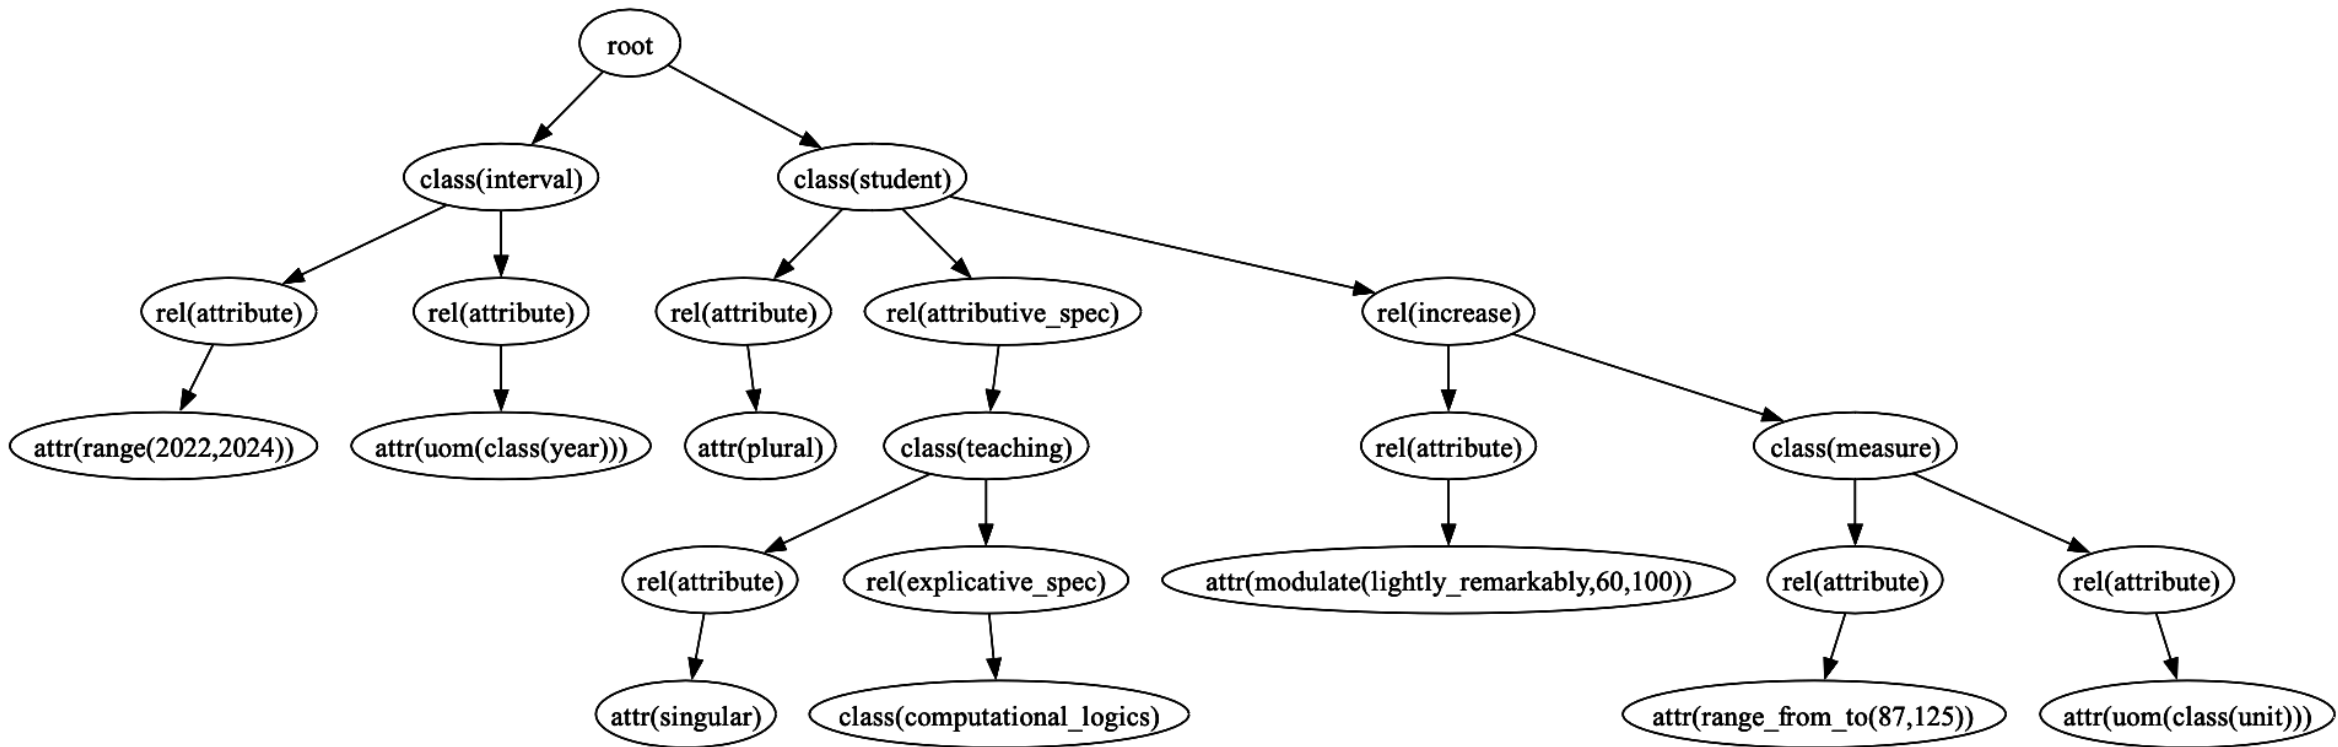 root
class(interval)
class(student)
rel(attribute)
rel(attribute)
rel(attribute)
rel(attributive_spec)
rel(increase)
attr(range(2022,2024))
attr(uom(class(year)))
attr(plural)
class(teaching)
rel(attribute)
class(measure)
rel(attribute)
rel(explicative_spec)
attr(modulate(lightly_remarkably,60,100))
rel(attribute)
rel(attribute)
attr(singular)
class(computational_logics)
attr(range_from_to(87,125))
attr(uom(class(unit)))